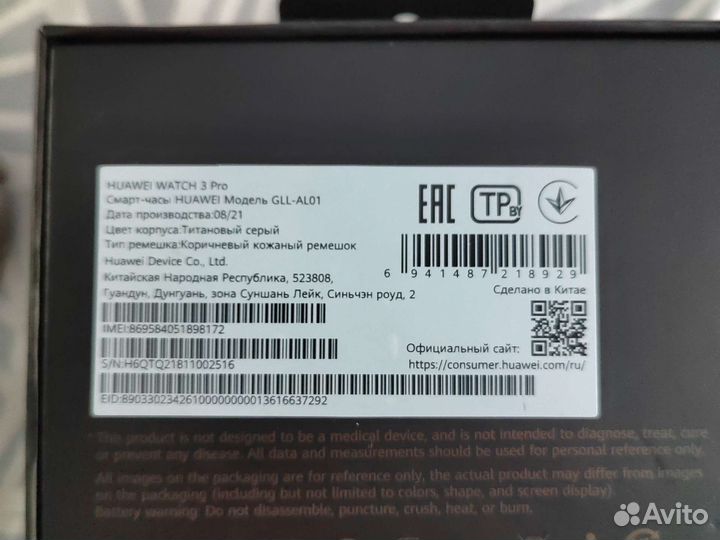 HUAWEI WATCH 3 Pro
Смарт-часы HUAWEI Модель GLL-AL01
Дата производства:08/21
Цвет корпуса:Титановый серый
Тип ремешка:Коричневый кожаный ремешок
Huawei Device Co., Ltd.
Китайская Народная Республика, 523808,
Гуандун, Дунгуань, зона Суншань Лейк, Синьчэн роуд, 2
IMEI:869584051898172
S/N:H6QTQ21811002516
EID:89033023426100000000013616637292
EAC
TP BY
6 941487 218929
Сделано в Китае
Официальный сайт:
https://consumer.huawei.com/ru/
*The product is not designed to be a medical device, and is not intended to diagnose, treat, cure
or prevent any disease. All data and measurements should be used for personal reference only.
All images on the packaging are for reference only, the actual product may differ from images
on the packaging (including but not limited to colors, shape, and screen display).
Battery warning: Do not disassemble, puncture, crush, heat, or burn.
Avito